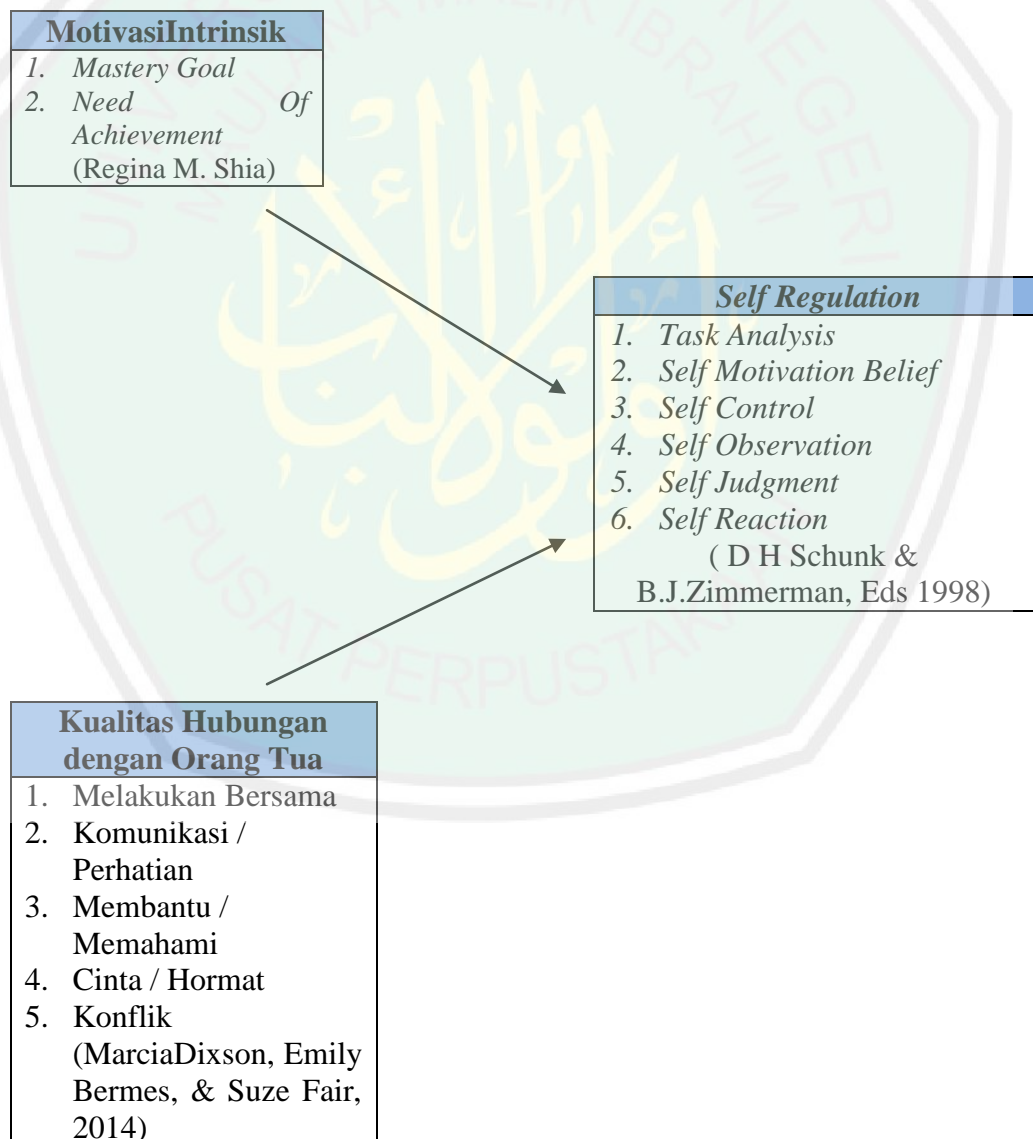 MotivasiIntrinsik
1. Mastery Goal
2. Need Of
Achievement
(Regina M. Shia)
Self Regulation
1. Task Analysis
2. Self Motivation Belief
3. Self Control
4. Self Observation
5. Self Judgment
6. Self Reaction
( D H Schunk &
B.J.Zimmerman, Eds 1998)
Kualitas Hubungan
dengan Orang Tua
1. Melakukan Bersama
2. Komunikasi /
Perhatian
3. Membantu /
Memahami
4. Cinta / Hormat
5. Konflik
(MarciaDixson, Emily
Bermes, & Suze Fair,
2014)
PUSAT PERPUSTAKA